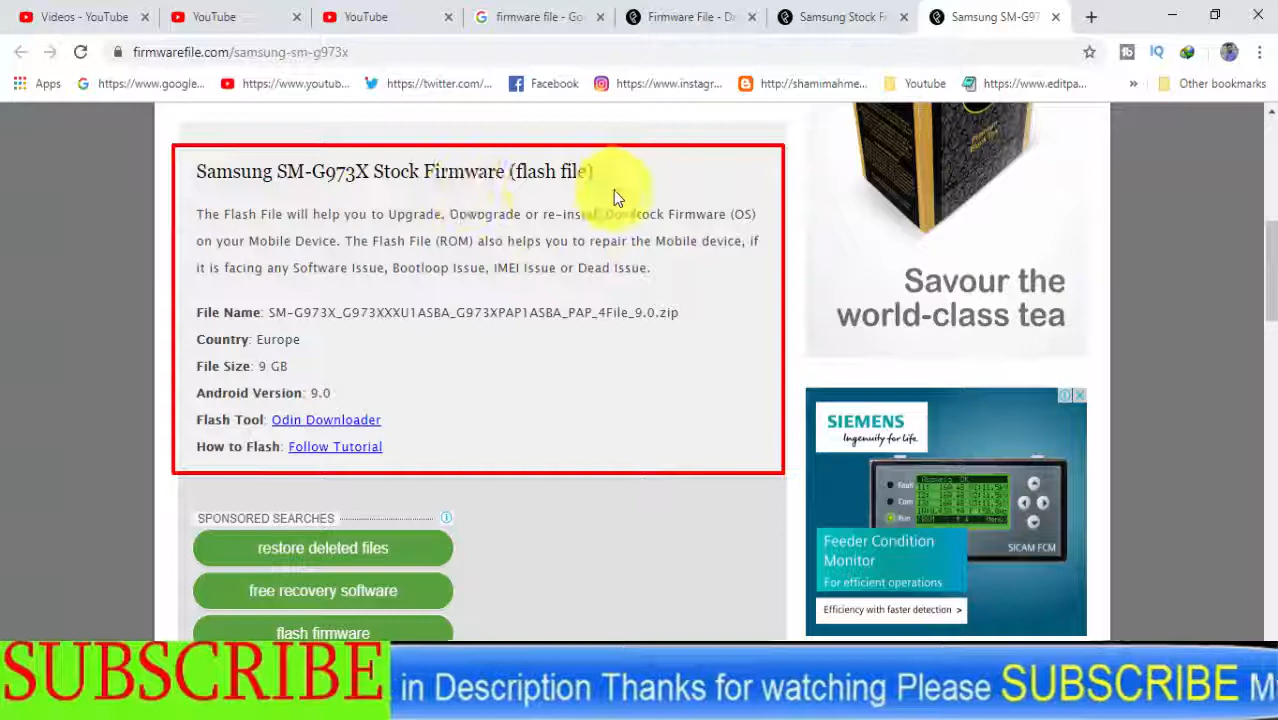 Videos - YouTube
YouTube
YouTube
firmware file - Go
Firmware File - D
Samsung Stock F
Samsung SM-G97
firmwarefile.com/samsung-sm-g973x
Apps
https://www.google...
https://www.youtub...
https://twitter.com/...
Facebook
https://www.instagr...
http://shamimahme...
Youtube
https://www.editpa...
Other bookmarks
Samsung SM-G973X Stock Firmware (flash file)
The Flash File will help you to Upgrade, Downgrade or re-install Stock Firmware (OS)
on your Mobile Device. The Flash File (ROM) also helps you to repair the Mobile device, if
it is facing any Software Issue, Bootloop Issue, IMEI Issue or Dead Issue.
File Name: SM-G973X_G973XXXU1ASBA_G973XPAP1ASBA_PAP_4File_9.0.zip
Country: Europe
File Size: 9 GB
Android Version: 9.0
Flash Tool: Odin Downloader
How to Flash: Follow Tutorial
SPONSORED SEARCHES
restore deleted files
free recovery software
flash firmware
Savour the
world-class tea
SIEMENS
Ingenuity for life
Fault
Com
Run
SICAM FCM
Feeder Condition
Monitor
For efficient operations
Efficiency with faster detection >
SUBSCRIBE in Description Thanks for watching Please SUBSCRIBE M